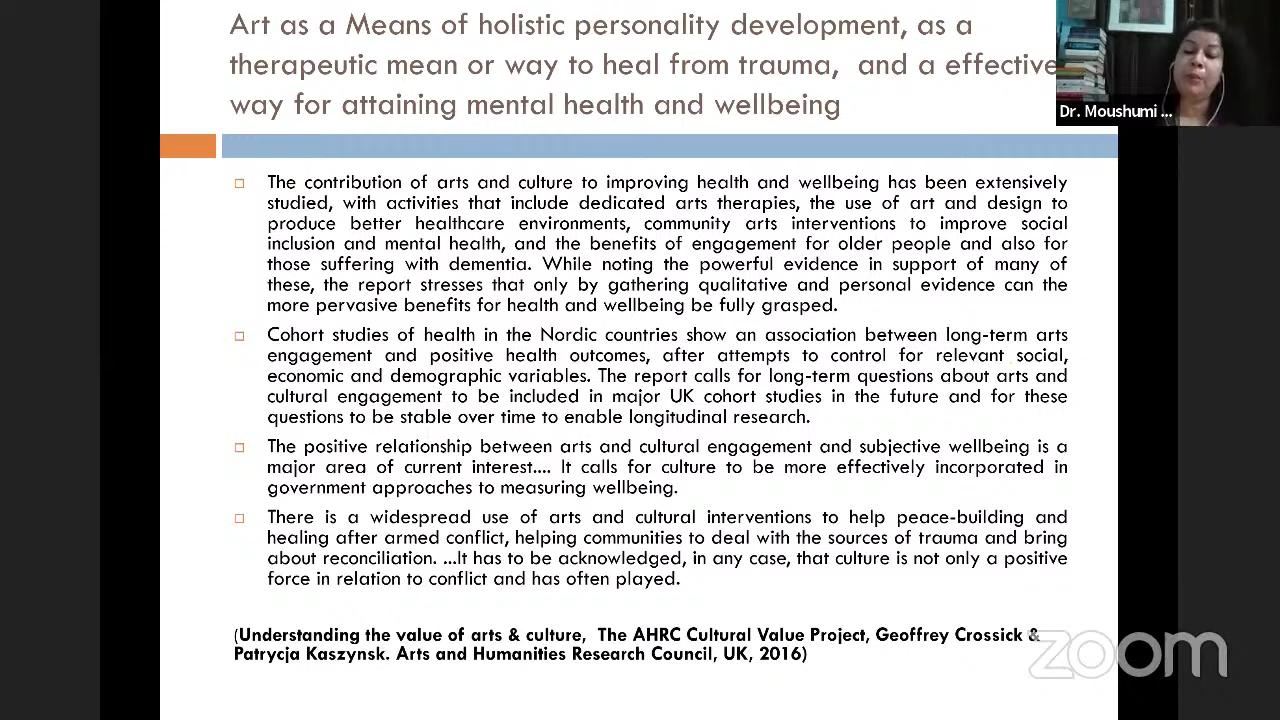 Art as a Means of holistic personality development, as a
therapeutic mean or way to heal from trauma, and a effective
way for attaining mental health and wellbeing
Dr. Moushumi ...
The contribution of arts and culture to improving health and wellbeing has been extensively
studied, with activities that include dedicated arts therapies, the use of art and design to
produce better healthcare environments, community arts interventions to improve social
inclusion and mental health, and the benefits of engagement for older people and also for
those suffering with dementia. While noting the powerful evidence in support of many of
these, the report stresses that only by gathering qualitative and personal evidence can the
more pervasive benefits for health and wellbeing be fully grasped.
Cohort studies of health in the Nordic countries show an association between long-term arts
engagement and positive health outcomes, after attempts to control for relevant social,
economic and demographic variables. The report calls for long-term questions about arts and
cultural engagement to be included in major UK cohort studies in the future and for these
questions to be stable over time to enable longitudinal research.
The positive relationship between arts and cultural engagement and subjective wellbeing is a
major area of current interest.... It calls for culture to be more effectively incorporated in
government approaches to measuring wellbeing.
There is a widespread use of arts and cultural interventions to help peace-building and
healing after armed conflict, helping communities to deal with the sources of trauma and bring
about reconciliation. ...It has to be acknowledged, in any case, that culture is not only a positive
force in relation to conflict and has often played.
(Understanding the value of arts & culture, The AHRC Cultural Value Project, Geoffrey Crossick &
Patrycja Kaszynsk. Arts and Humanities Research Council, UK, 2016)
zoom